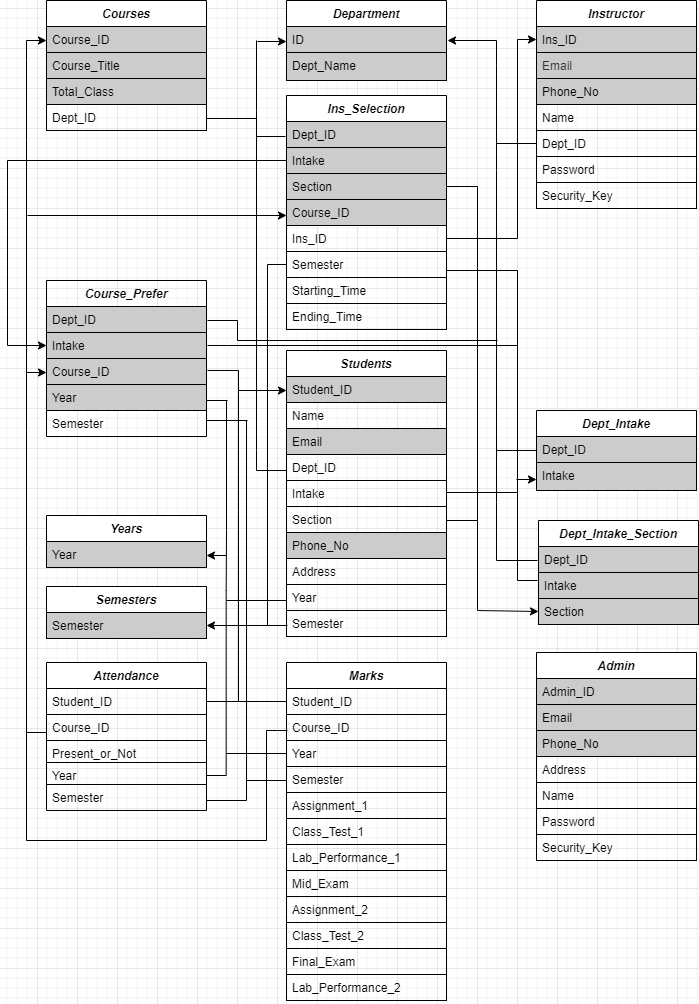 Courses
Course_ID
Course_Title
Total_Class
Dept_ID
Department
ID
Dept_Name
Instructor
Ins_ID
Email
Phone_No
Name
Dept_ID
Password
Security_Key
Ins_Selection
Dept_ID
Intake
Section
Course_ID
Ins_ID
Semester
Starting_Time
Ending_Time
Course_Prefer
Dept_ID
Intake
Course_ID
Year
Semester
Students
Student_ID
Name
Email
Dept_ID
Intake
Section
Phone_No
Address
Year
Semester
Dept_Intake
Dept_ID
Intake
Years
Year
Dept_Intake_Section
Dept_ID
Intake
Section
Semesters
Semester
Attendance
Student_ID
Course_ID
Present_or_Not
Year
Semester
Marks
Student_ID
Course_ID
Year
Semester
Assignment_1
Class_Test_1
Lab_Performance_1
Mid_Exam
Assignment_2
Class_Test_2
Final_Exam
Lab_Performance_2
Admin
Admin_ID
Email
Phone_No
Address
Name
Password
Security_Key